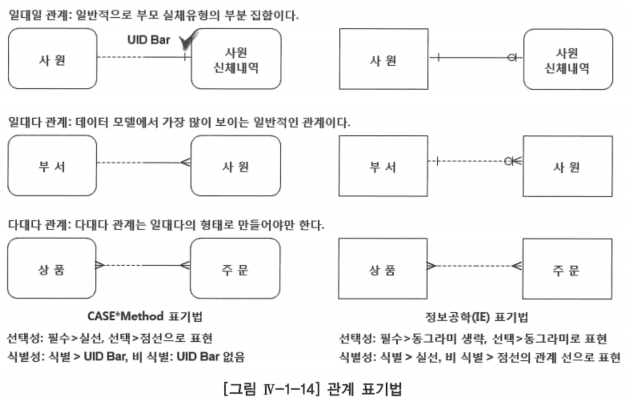 일대일 관계: 일반적으로 부모 실체유형의 부분 집합이다.
UID Bar
사 원
사원
신체내역
사 원
사원
신체내역
일대다 관계: 데이터 모델에서 가장 많이 보이는 일반적인 관계이다.
부 서
사 원
부 서
사 원
다대다 관계: 다대다 관계는 일대다의 형태로 만들어야만 한다.
상 품
주 문
상 품
주 문
CASE*Method 표기법
정보공학(IE) 표기법
선택성: 필수>실선, 선택>점선으로 표현
선택성: 필수>동그라미 생략, 선택>동그라미로 표현
식별성: 식별 > UID Bar, 비 식별: UID Bar 없음
식별성: 식별 > 실선, 비 식별 > 점선의 관계 선으로 표현
[그림 Ⅳ-1-14] 관계 표기법